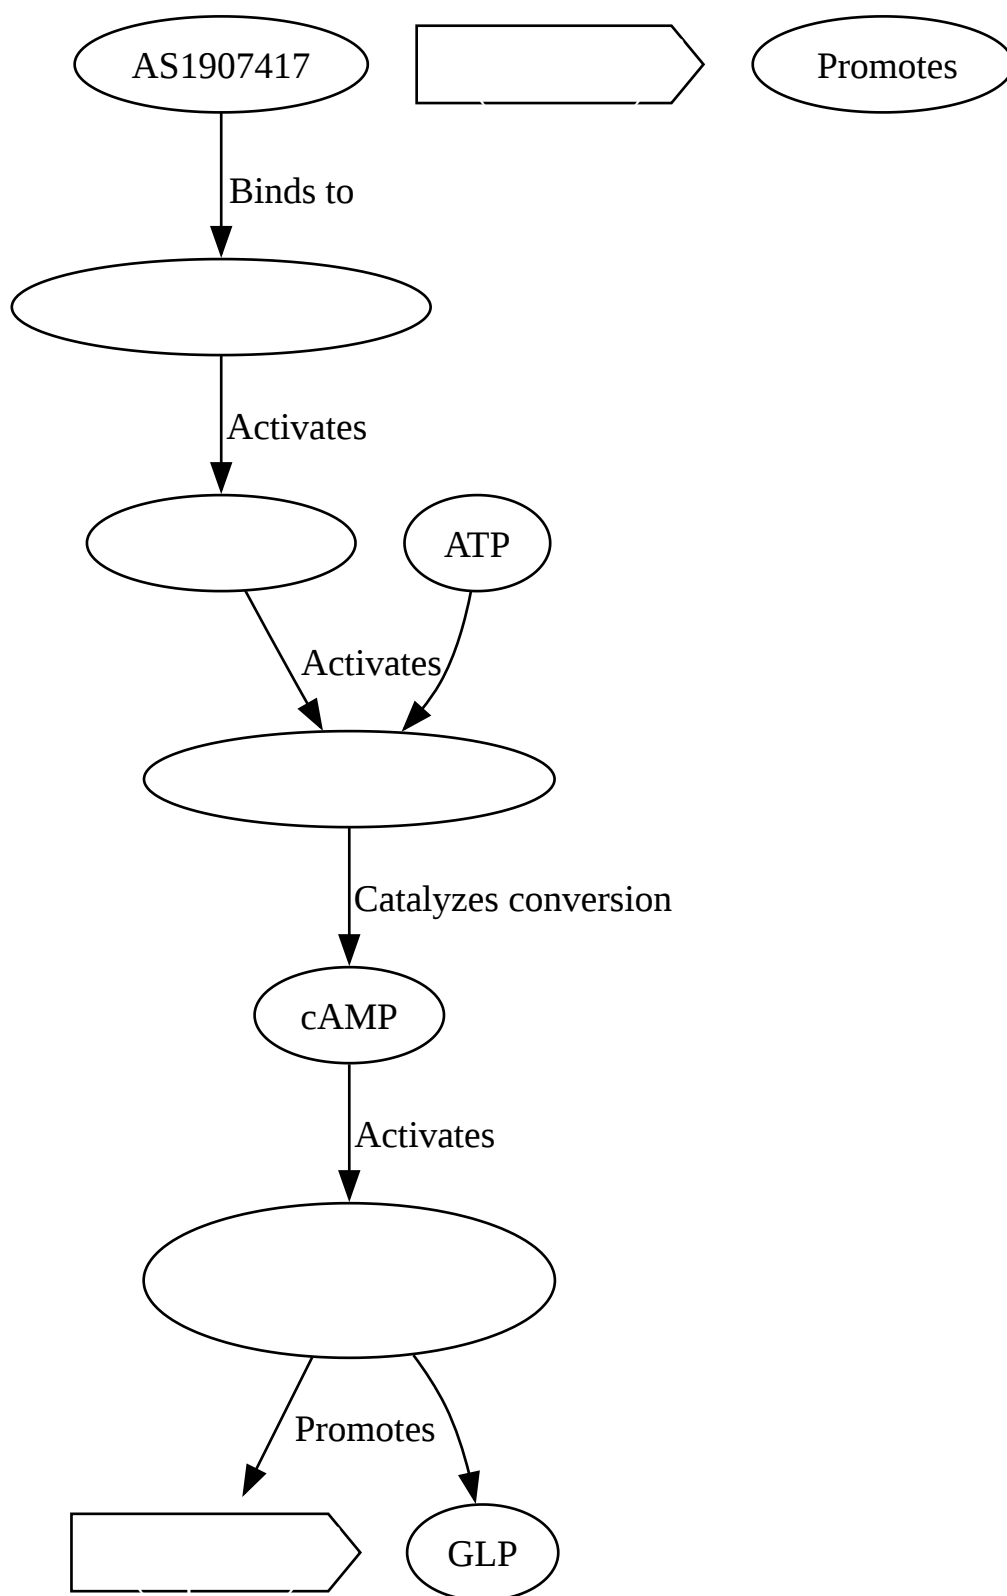 AS1907417
Promotes
Binds to
Activates
ATP
Activates
Catalyzes conversion
cAMP
Activates
Promotes
GLP